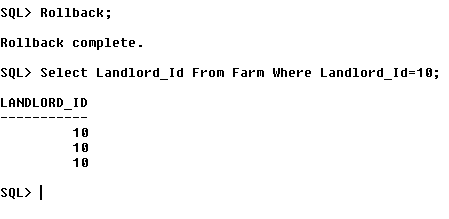 SQL> Rollback;
Rollback complete.
SQL> Select Landlord_Id From Farm Where Landlord_Id=10;
LANDLORD_ID
-----------
10
10
10
SQL>